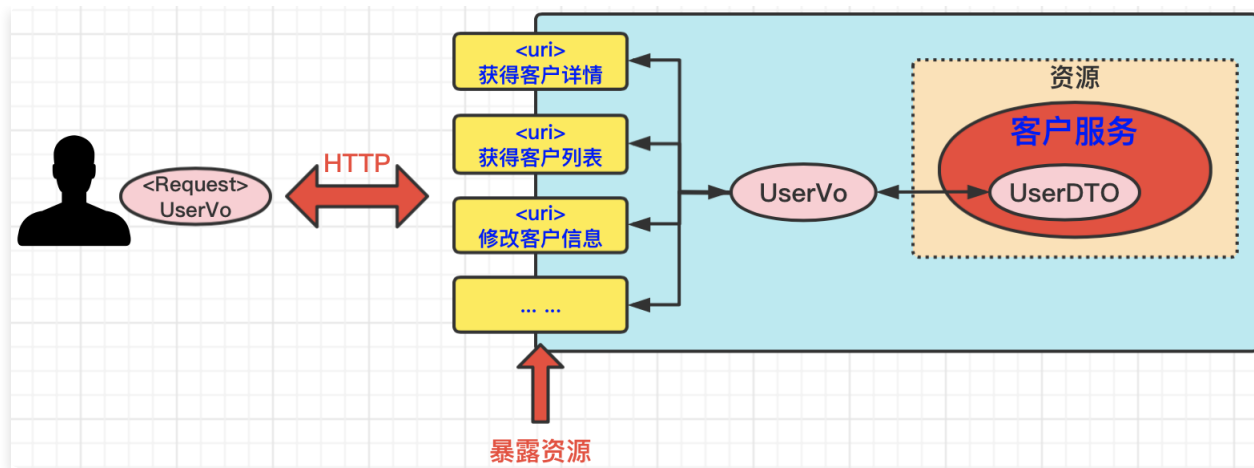 <uri>
获得客户详情
<uri>
获得客户列表
<uri>
修改客户信息
... ...
<Request>
UserVo
HTTP
UserVo
资源
客户服务
UserDTO
暴露资源